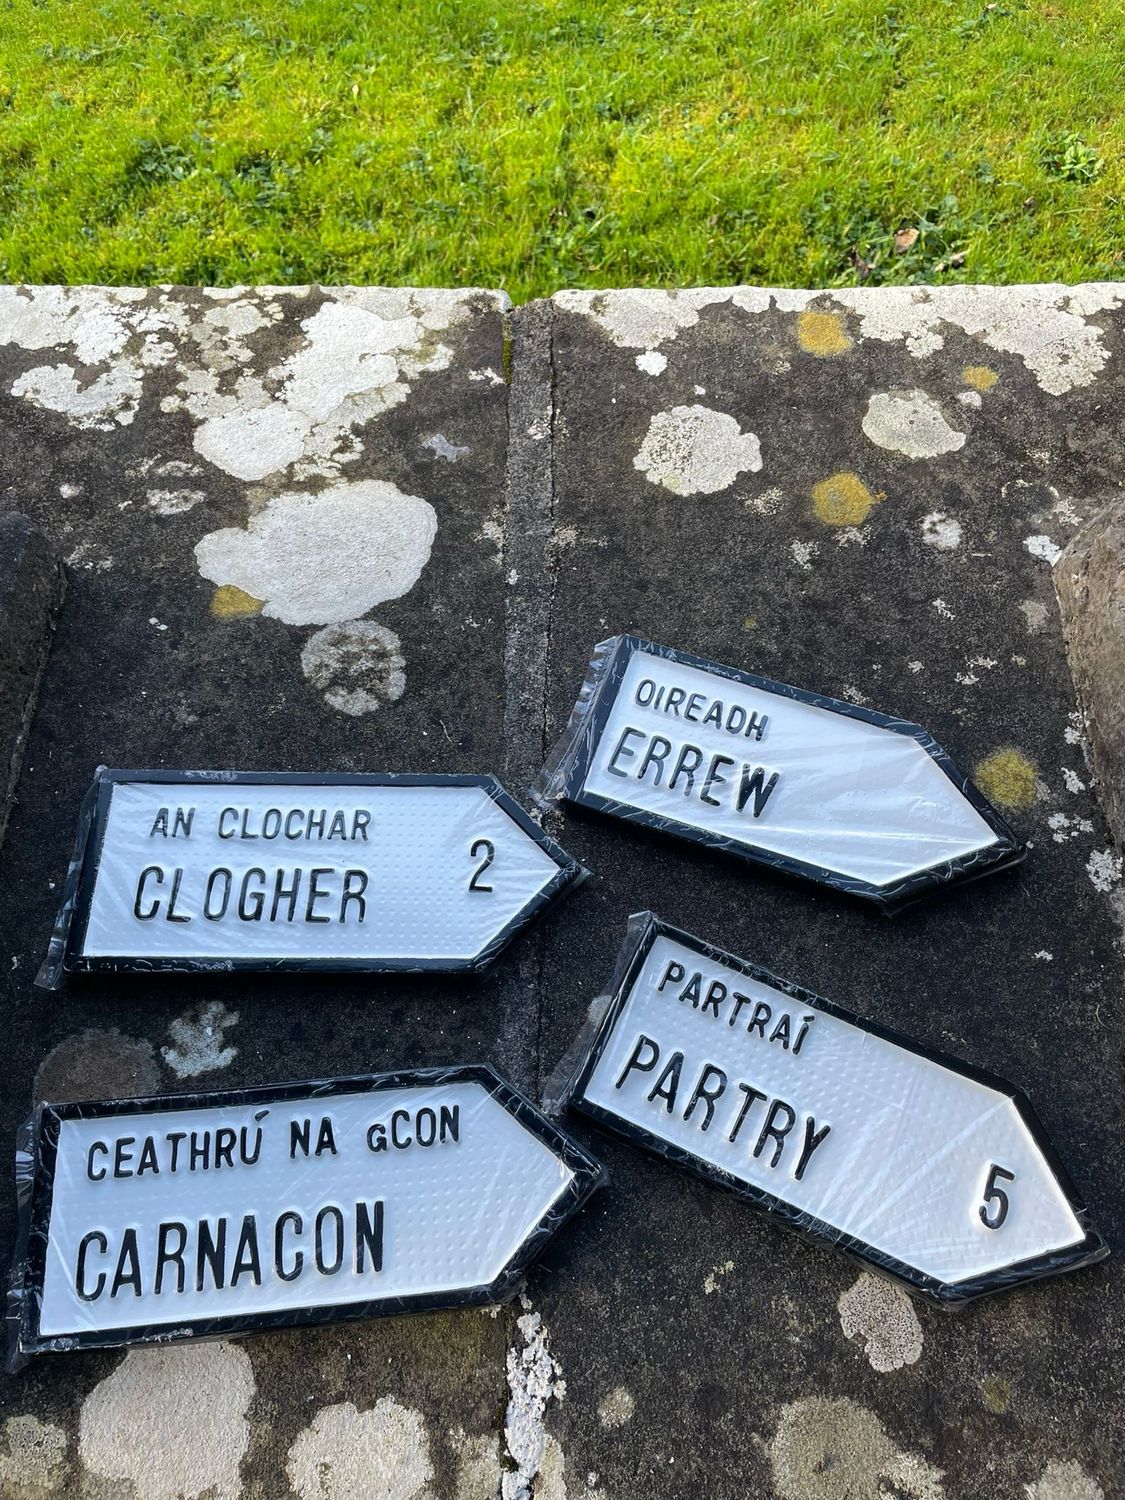 OIREADH
ERREW
AN CLOCHAR
CLOGHER 2
PARTRAÍ
PARTRY
5
CEATHRÚ NA gCON
CARNACON